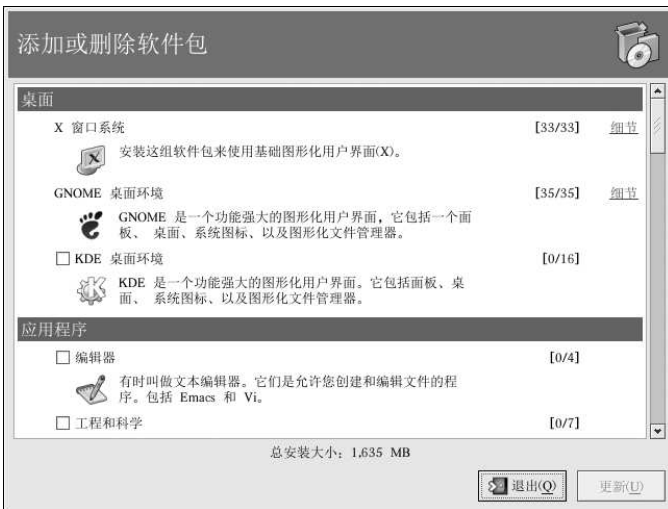 添加或删除软件包
桌面
X 窗口系统 [33/33] 细节
安装这组软件包来使用基础图形化用户界面(X)。
GNOME 桌面环境 [35/35] 细节
GNOME 是一个功能强大的图形化用户界面，它包括一个面
板、 桌面、系统图标、以及图形化文件管理器。
KDE 桌面环境 [0/16]
KDE 是一个功能强大的图形化用户界面。它包括面板、桌
面、 系统图标、以及图形化文件管理器。
应用程序
编辑器 [0/4]
有时叫做文本编辑器。它们是允许您创建和编辑文件的程
序。包括 Emacs 和 Vi。
工程和科学 [0/7]
总安装大小：1,635 MB
退出(Q) 更新(U)